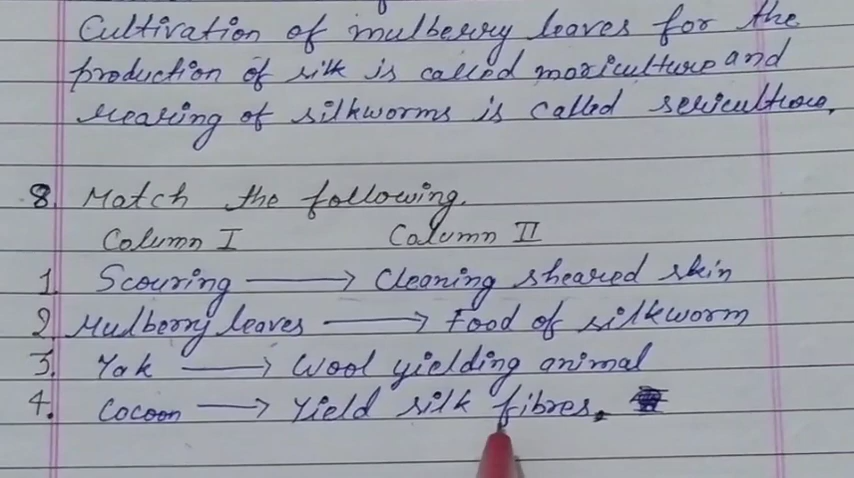 Cultivation of mulberry leaves for the
production of silk is called moriculture and
rearing of silkworms is called sericulture.
8. Match the following.
Column I Column II
1. Scouring → Cleaning sheared skin
2. Mulberry leaves → Food of silkworm
3. Yak → Wool yielding animal
4. Cocoon → Yield silk fibres.